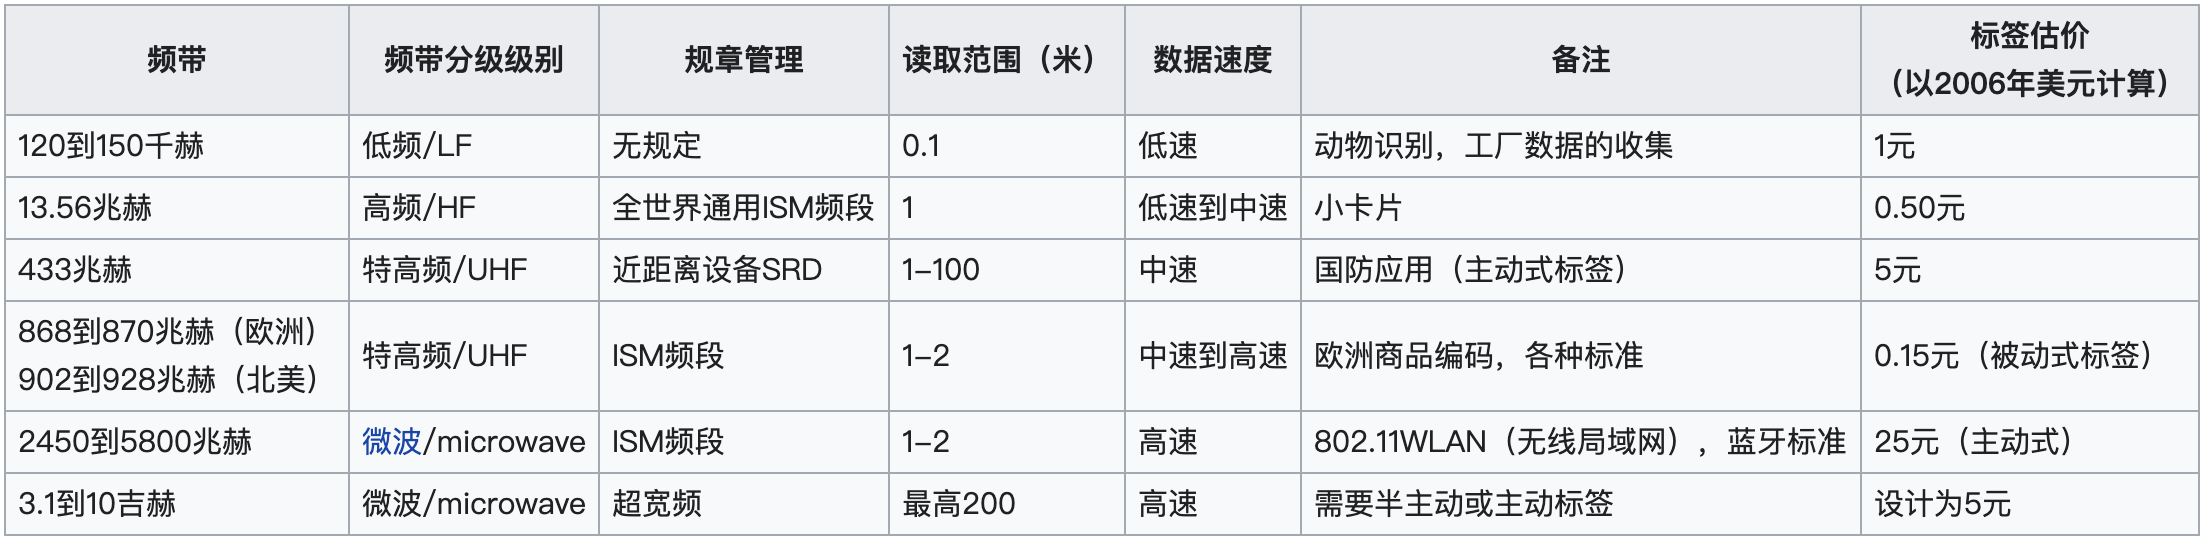 频带 频带分级级别 规章管理 读取范围（米） 数据速度 备注 标签估价
（以2006年美元计算）
120到150千赫 低频/LF 无规定 0.1 低速 动物识别，工厂数据的收集 1元
13.56兆赫 高频/HF 全世界通用ISM频段 1 低速到中速 小卡片 0.50元
433兆赫 特高频/UHF 近距离设备SRD 1–100 中速 国防应用（主动式标签） 5元
868到870兆赫（欧洲）
902到928兆赫（北美） 特高频/UHF ISM频段 1–2 中速到高速 欧洲商品编码，各种标准 0.15元（被动式标签）
2450到5800兆赫 微波/microwave ISM频段 1–2 高速 802.11WLAN（无线局域网），蓝牙标准 25元（主动式）
3.1到10吉赫 微波/microwave 超宽频 最高200 高速 需要半主动或主动标签 设计为5元